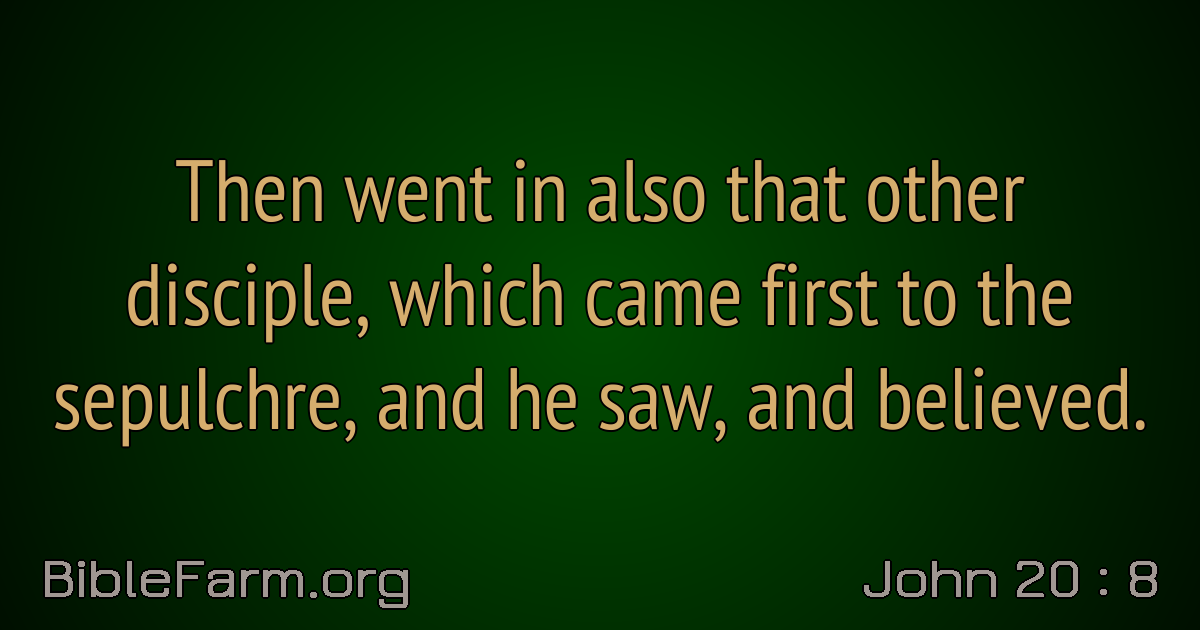 Then went in also that other
disciple, which came first to the
sepulchre, and he saw, and believed.
BibleFarm.org
John 20 : 8